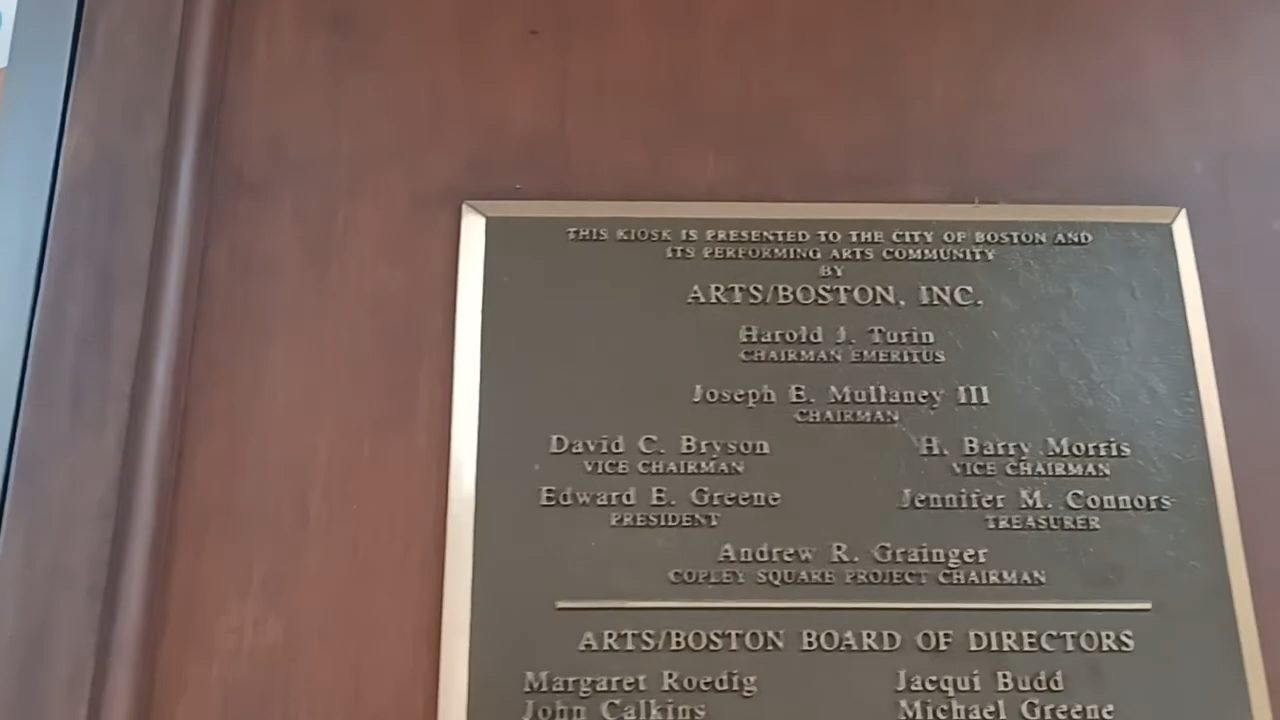 THIS KIOSK IS PRESENTED TO THE CITY OF BOSTON AND
ITS PERFORMING ARTS COMMUNITY
BY
ARTS/BOSTON, INC.
Harold J. Turin
CHAIRMAN EMERITUS
Joseph E. Mullaney III
CHAIRMAN
David C. Bryson H. Barry Morris
VICE CHAIRMAN VICE CHAIRMAN
Edward E. Greene Jennifer M. Connors
PRESIDENT TREASURER
Andrew R. Grainger
COPLEY SQUARE PROJECT CHAIRMAN
ARTS/BOSTON BOARD OF DIRECTORS
Margaret Roedig Jacqui Budd
John Calkins Michael Greene